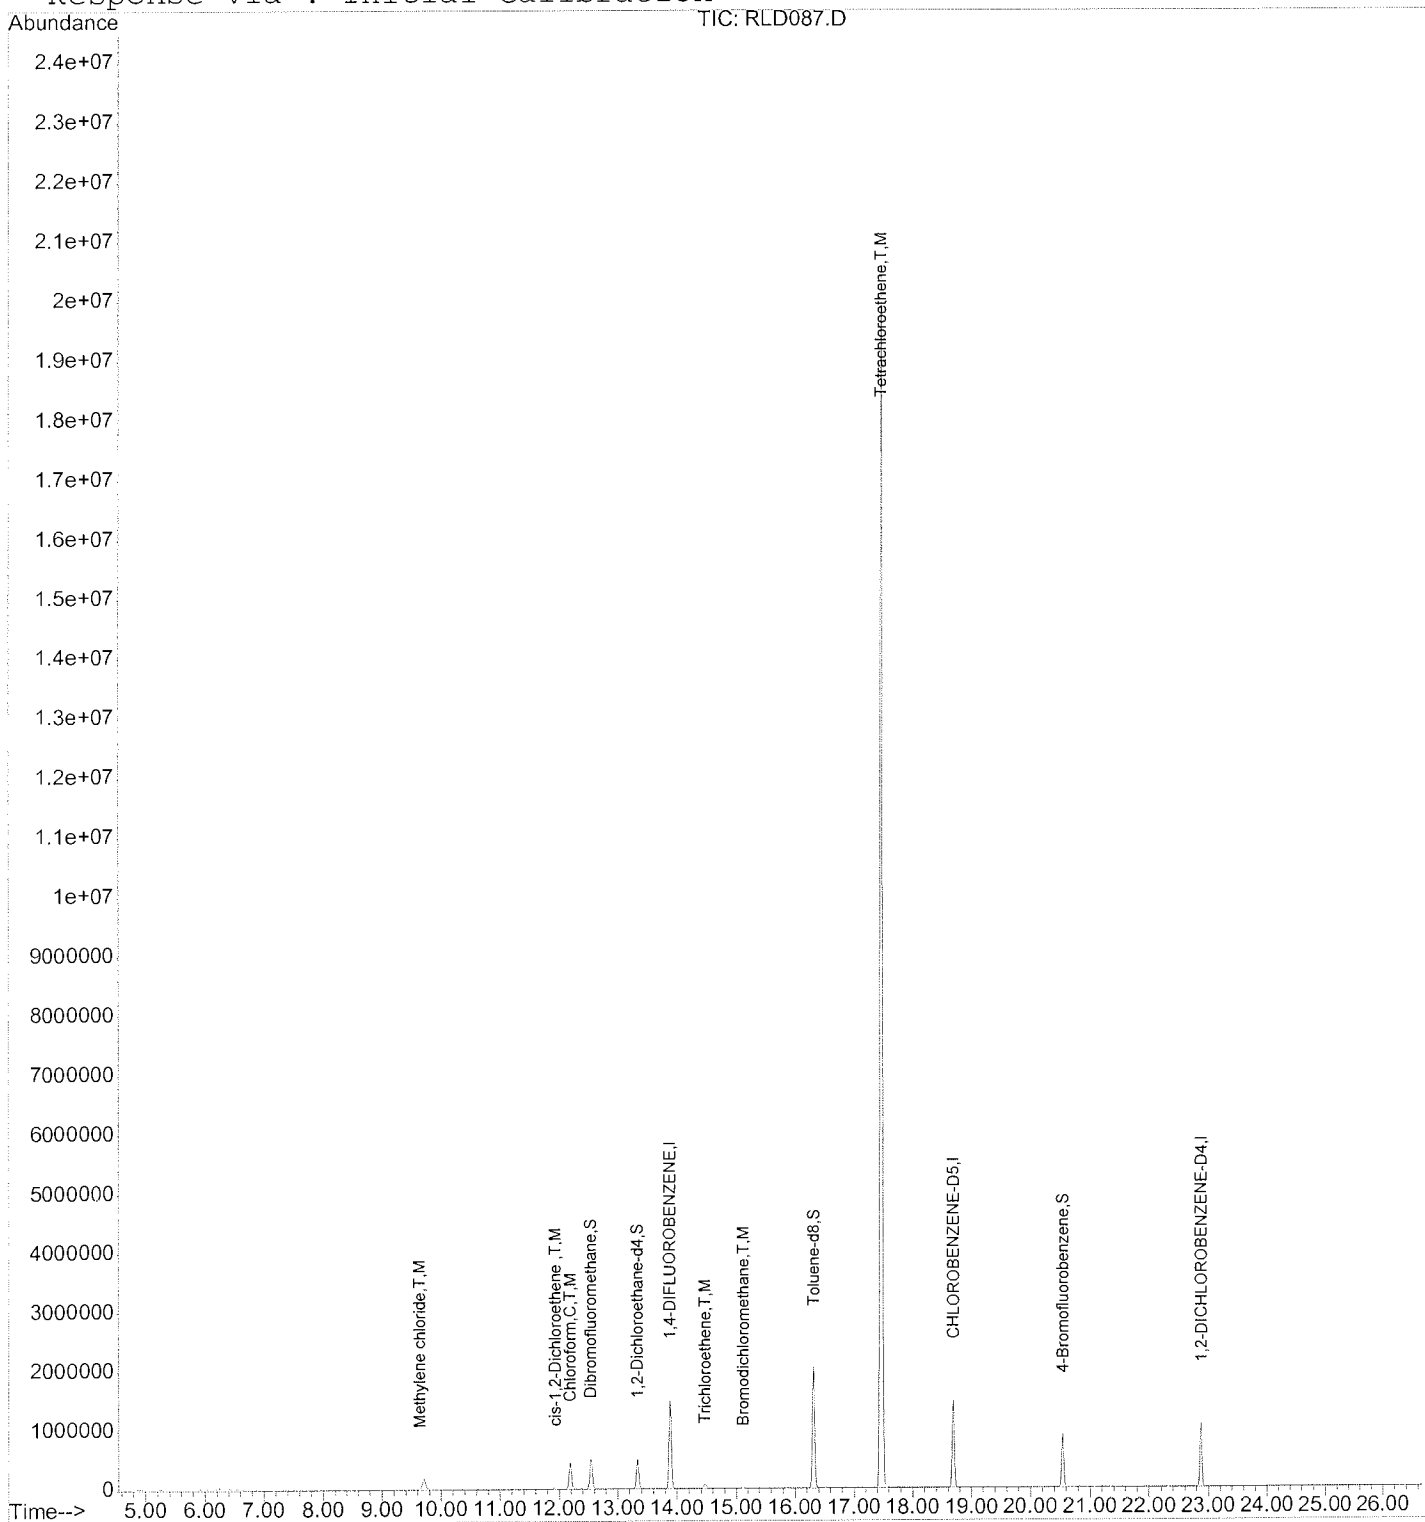 Response via : Initial Calibration
Abundance
TIC: RLD087.D
2.4e+07
2.3e+07
2.2e+07
2.1e+07
2e+07
1.9e+07
1.8e+07
1.7e+07
1.6e+07
1.5e+07
1.4e+07
1.3e+07
1.2e+07
1.1e+07
1e+07
9000000
8000000
7000000
6000000
5000000
4000000
3000000
2000000
1000000
0
Methylene chloride,T,M
cis-1,2-Dichloroethene ,T,M
Chloroform,C,T,M
Dibromofluoromethane,S
1,2-Dichloroethane-d4,S
1,4-DIFLUOROBENZENE,I
Trichloroethene,T,M
Bromodichloromethane,T,M
Toluene-d8,S
Tetrachloroethene,T,M
CHLOROBENZENE-D5,I
4-Bromofluorobenzene,S
1,2-DICHLOROBENZENE-D4,I
Time--> 5.00 6.00 7.00 8.00 9.00 10.00 11.00 12.00 13.00 14.00 15.00 16.00 17.00 18.00 19.00 20.00 21.00 22.00 23.00 24.00 25.00 26.00